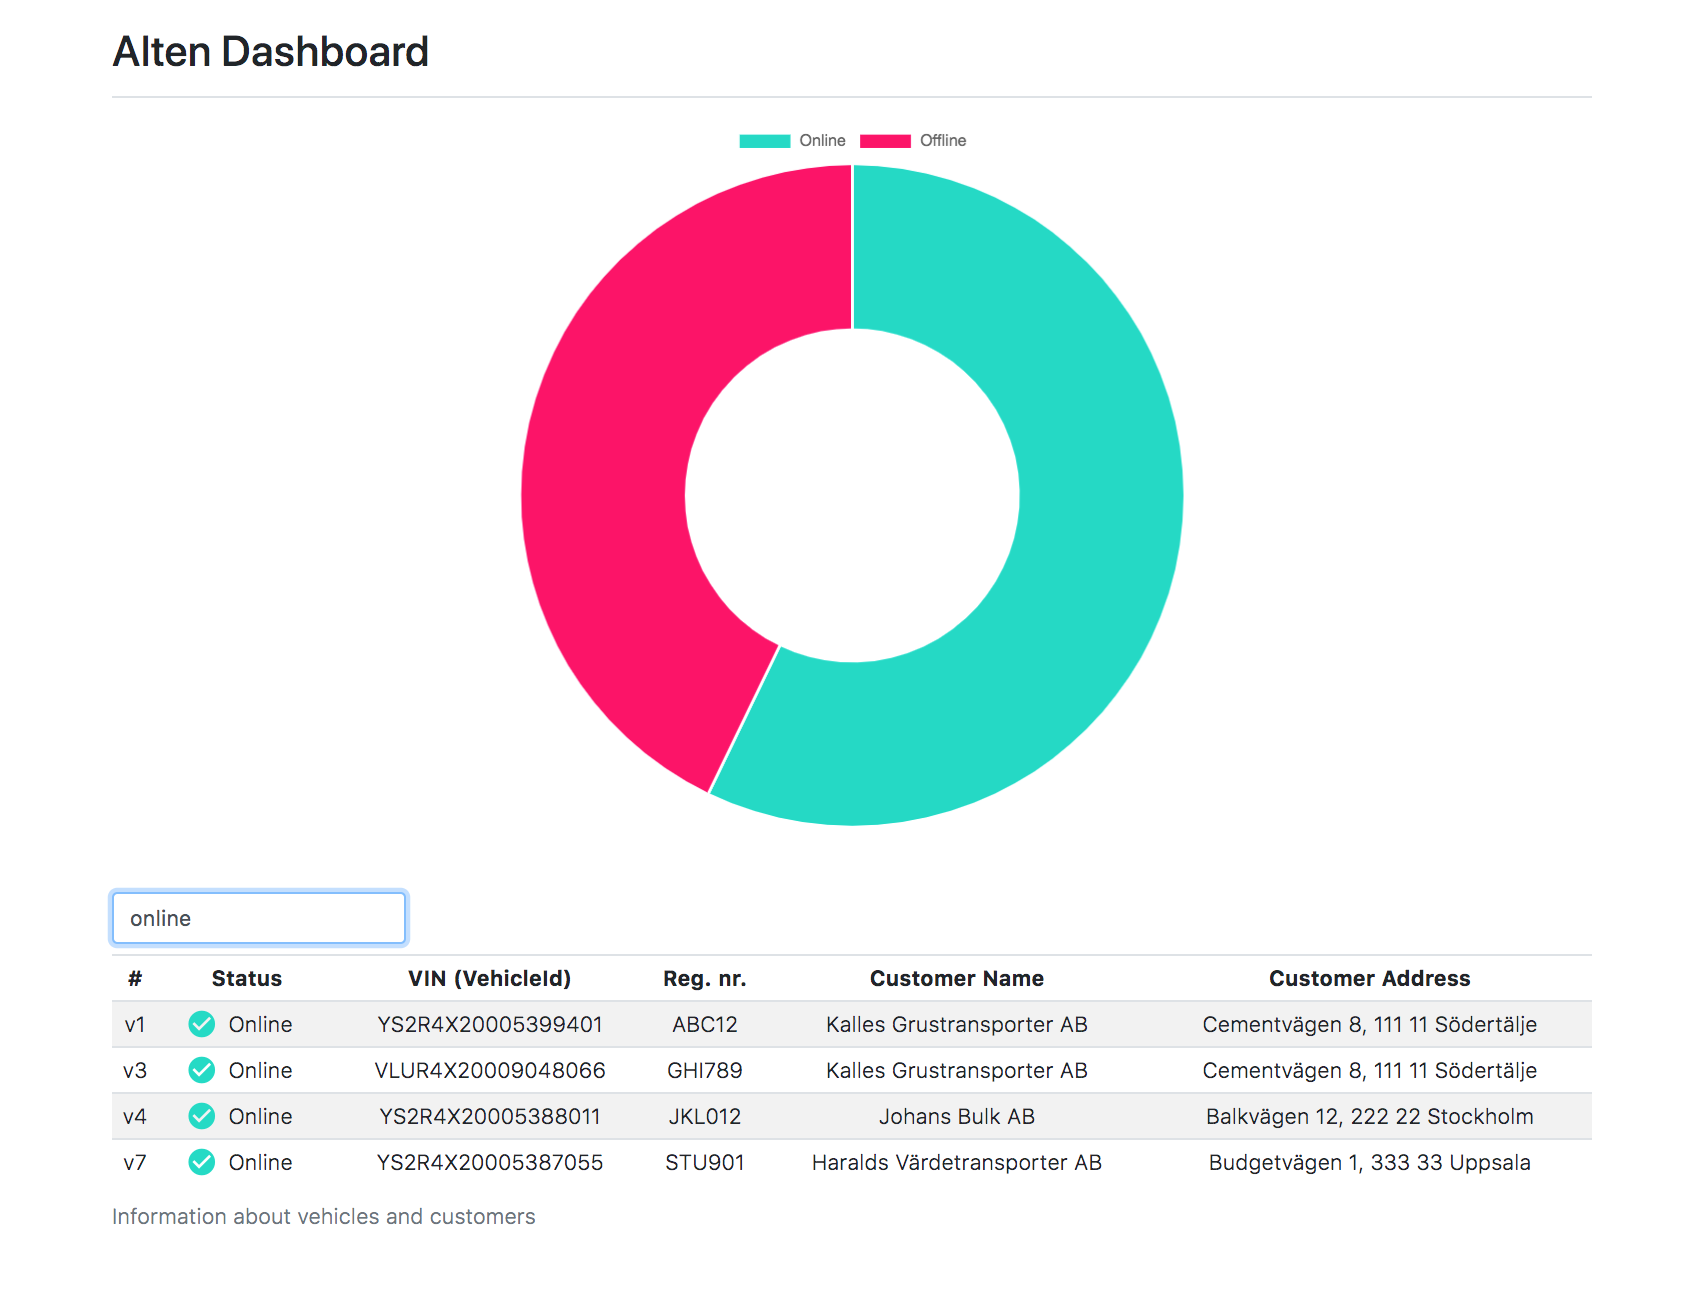 Alten Dashboard
Online Offline
online
# Status VIN (VehicleId) Reg. nr. Customer Name Customer Address
v1 Online YS2R4X20005399401 ABC12 Kalles Grustransporter AB Cementvägen 8, 111 11 Södertälje
v3 Online VLUR4X20009048066 GHI789 Kalles Grustransporter AB Cementvägen 8, 111 11 Södertälje
v4 Online YS2R4X20005388011 JKL012 Johans Bulk AB Balkvägen 12, 222 22 Stockholm
v7 Online YS2R4X20005387055 STU901 Haralds Värdetransporter AB Budgetvägen 1, 333 33 Uppsala
Information about vehicles and customers